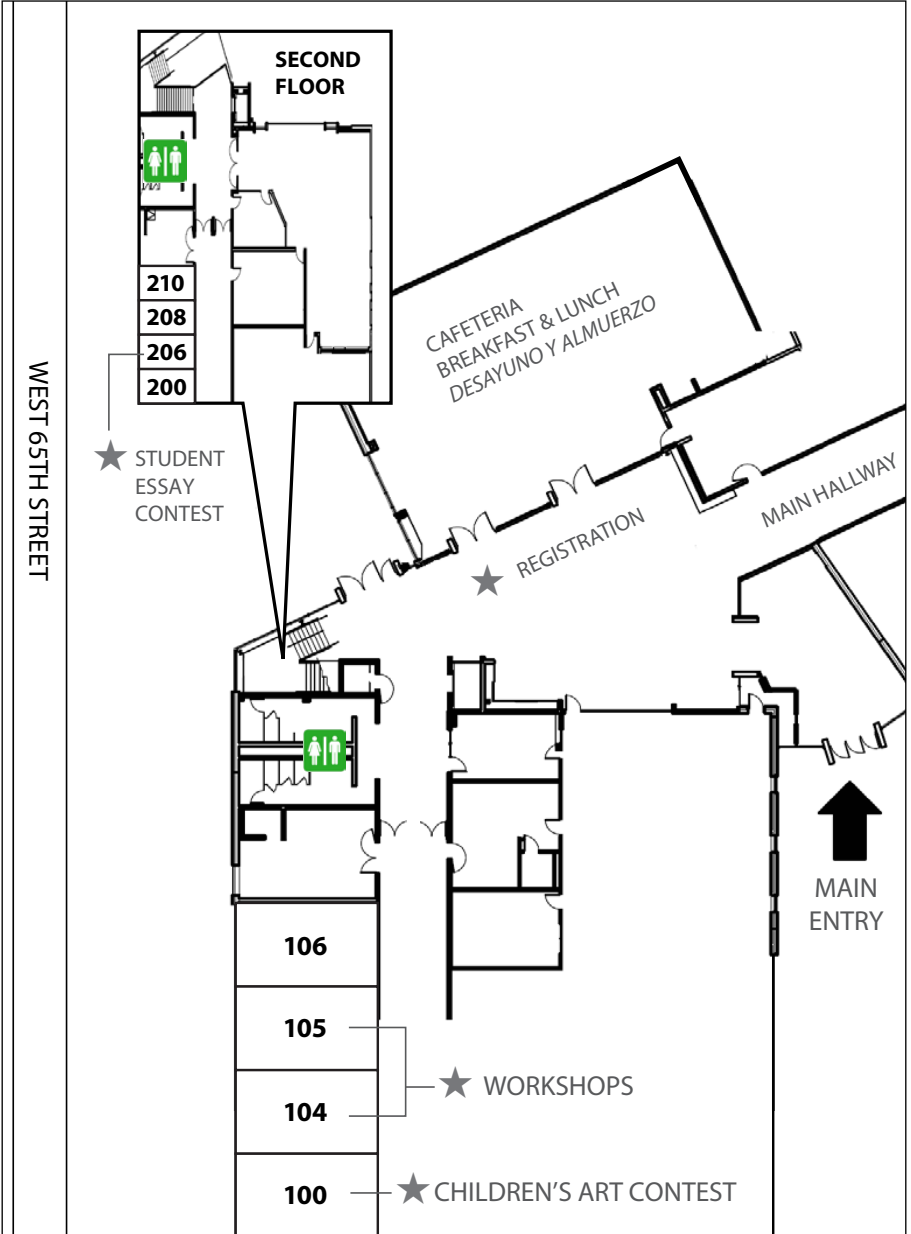 SECOND
FLOOR
210
208
206
200
STUDENT
ESSAY
CONTEST
WEST 65TH STREET
CAFETERIA
BREAKFAST & LUNCH
DESAYUNO Y ALMUERZO
MAIN HALLWAY
REGISTRATION
MAIN
ENTRY
106
105
WORKSHOPS
104
100
CHILDREN'S ART CONTEST